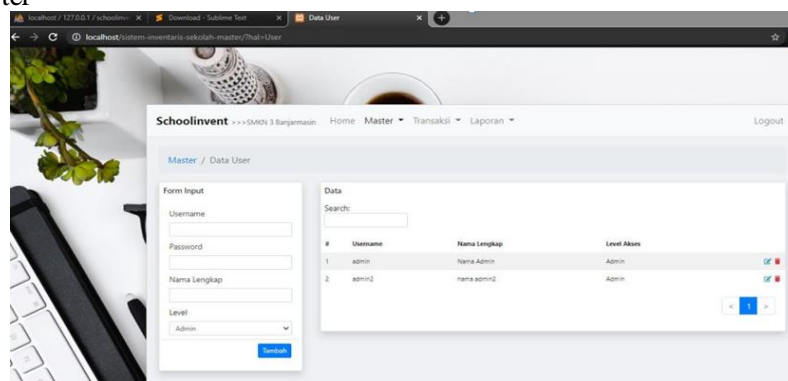 ter
localhost / 127.0.0.1 / schoolinv
Download - Sublime Text
Data User
localhost/sistem-inventaris-sekolah-master/?hal=User
Schoolinvent >>>SMKN 3 Banjarmasin Home Master Transaksi Laporan Logout
Master / Data User
Form Input
Username
Password
Nama Lengkap
Level
Admin
Tambah
Data
Search:
# Username Nama Lengkap Level Akses
1 admin Nama Admin Admin
2 admin2 nama admin2 Admin
< 1 >